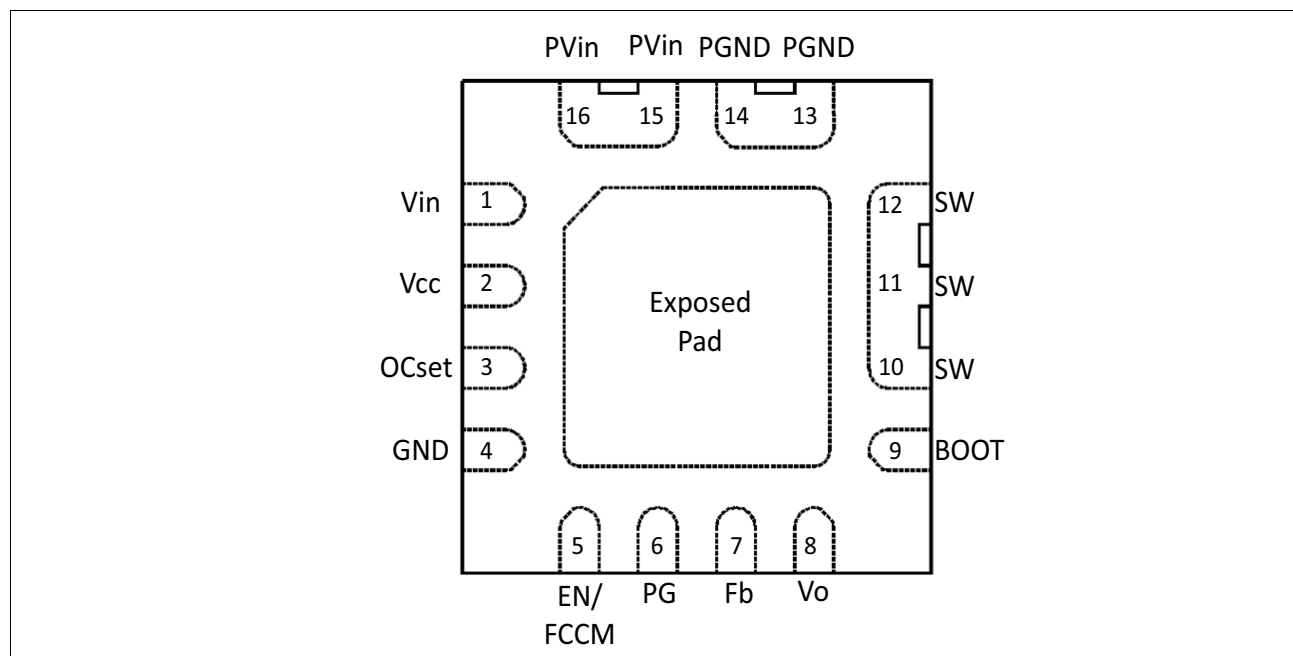 PVin PVin PGND PGND
16 15 14 13
Vin 1 12 SW
Vcc 2 11 SW
Exposed
Pad
OCset 3 10 SW
GND 4 9 BOOT
5 6 7 8
EN/ PG Fb Vo
FCCM